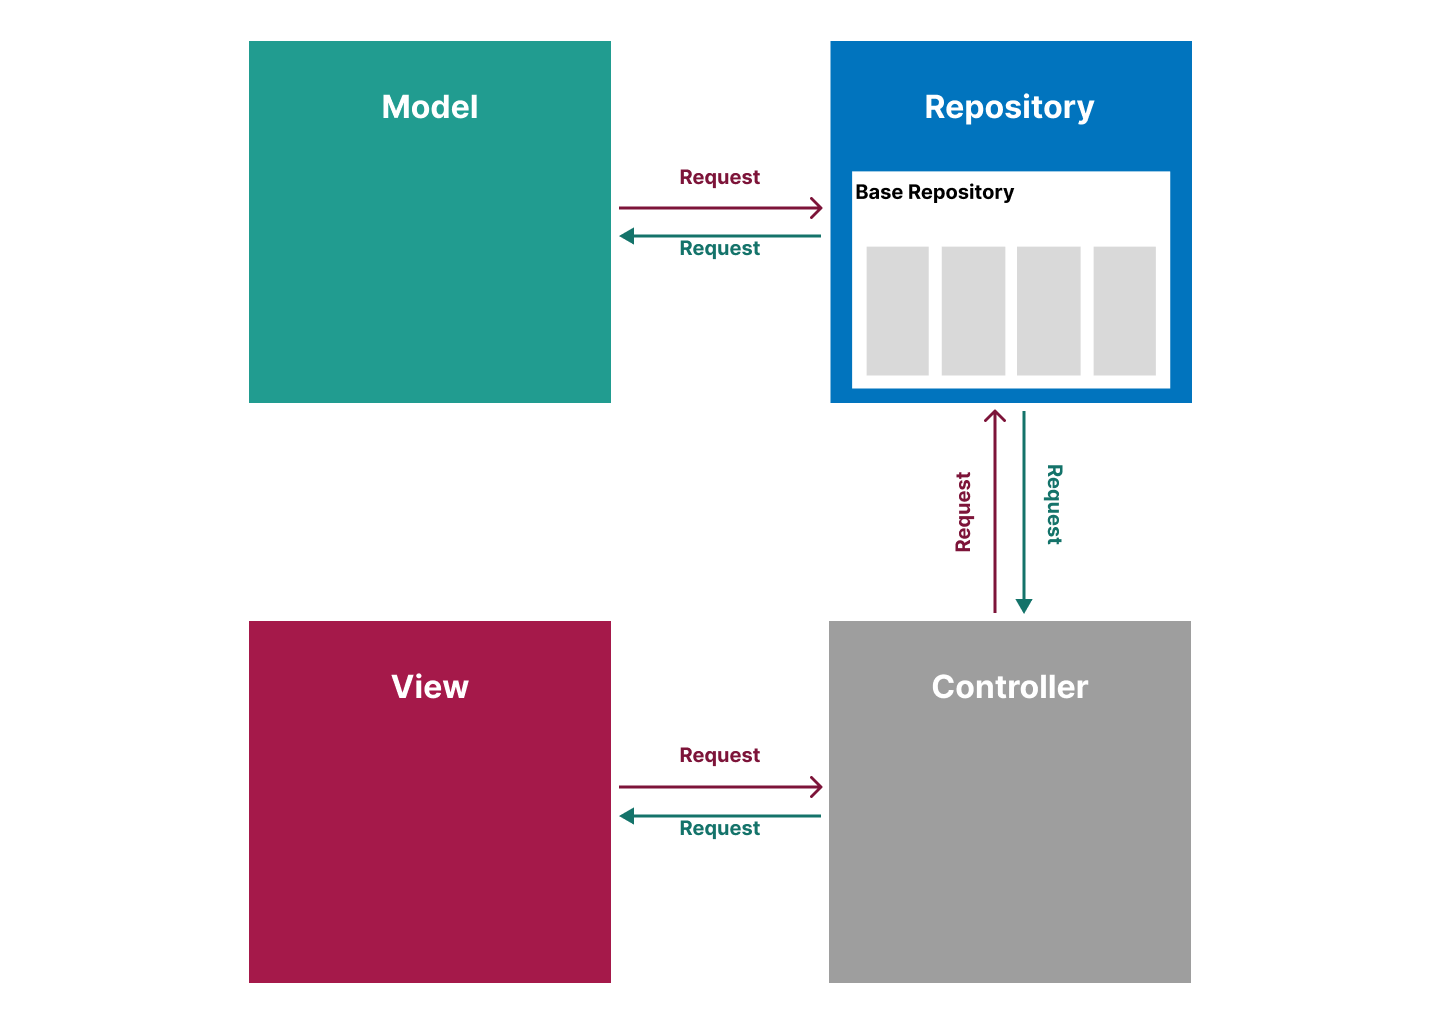 Model
Repository
Request
Base Repository
Request
Request
Request
View
Controller
Request
Request